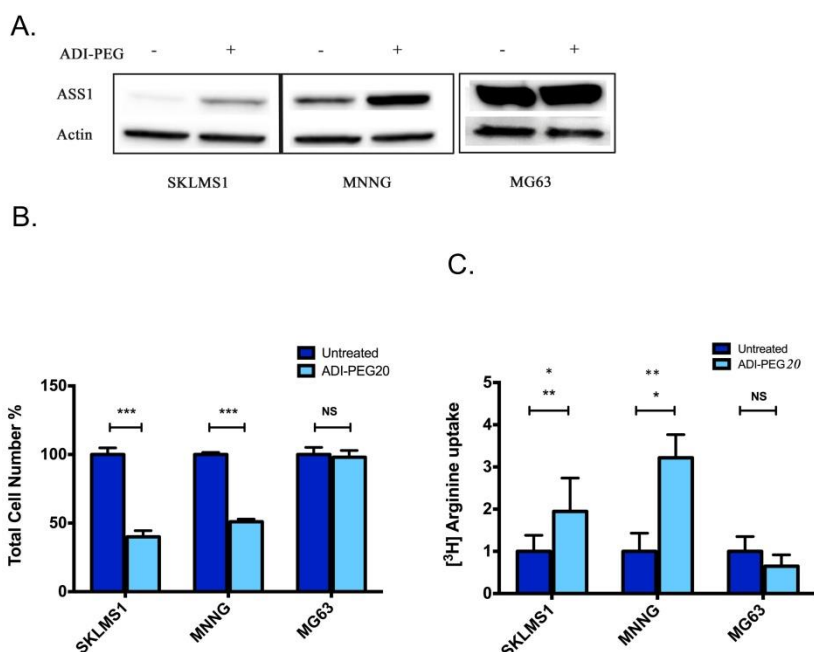 A.
ADI-PEG - + - + - +
ASS1
Actin
SKLMS1 MNNG MG63
B.
Untreated
ADI-PEG20
Total Cell Number %
150
100
50
0
*** *** NS
SKLMS1 MNNG MG63
C.
Untreated
ADI-PEG20
[³H] Arginine uptake
5
4
3
2
1
0
* ** NS
** *
SKLMS1 MNNG MG63